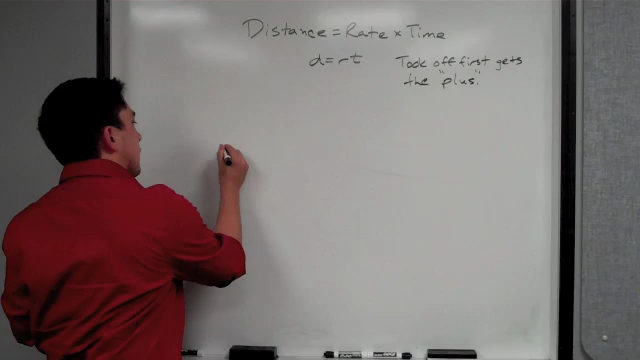 Distance = Rate × Time
d = rt
Took off first gets
the "plus."